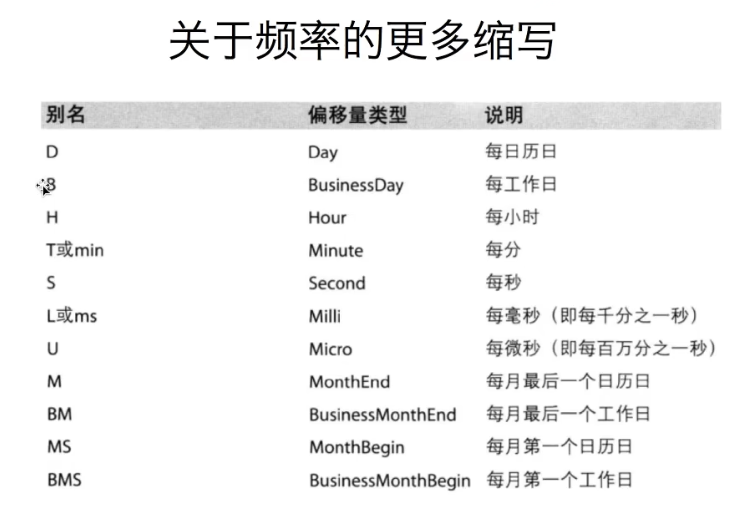 关于频率的更多缩写
别名 偏移量类型 说明
D Day 每日历日
B BusinessDay 每工作日
H Hour 每小时
T或min Minute 每分
S Second 每秒
L或ms Milli 每毫秒（即每千分之一秒）
U Micro 每微秒（即每百万分之一秒）
M MonthEnd 每月最后一个日历日
BM BusinessMonthEnd 每月最后一个工作日
MS MonthBegin 每月第一个日历日
BMS BusinessMonthBegin 每月第一个工作日